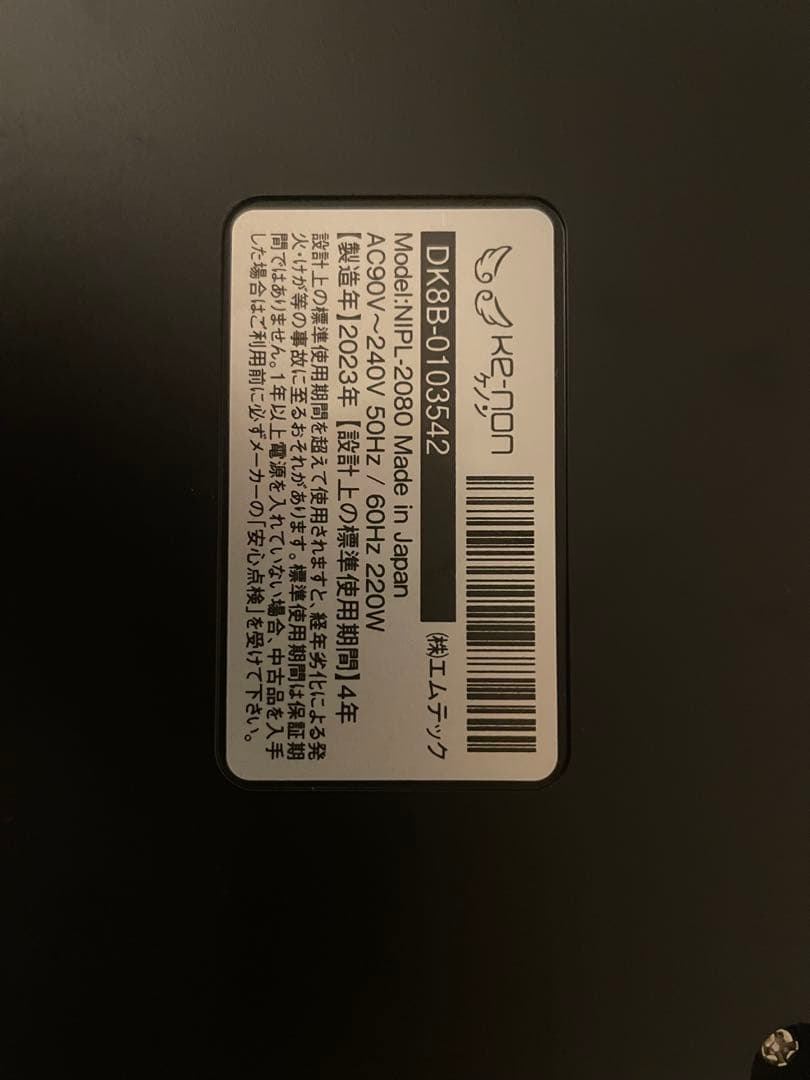 ke-non
ケノン
DK8B-0103542
(株)エムテック
Model:NIPL-2080 Made in Japan
AC90V～240V 50Hz / 60Hz 220W
【製造年】2023年【設計上の標準使用期間】4年
設計上の標準使用期間を超えて使用されますと、経年劣化による発
火・けが等の事故に至るおそれがあります。標準使用期間は保証期
間ではありません。1年以上電源を入れていない場合、中古品を入手
した場合はご利用前に必ずメーカーの「安心点検」を受けて下さい。